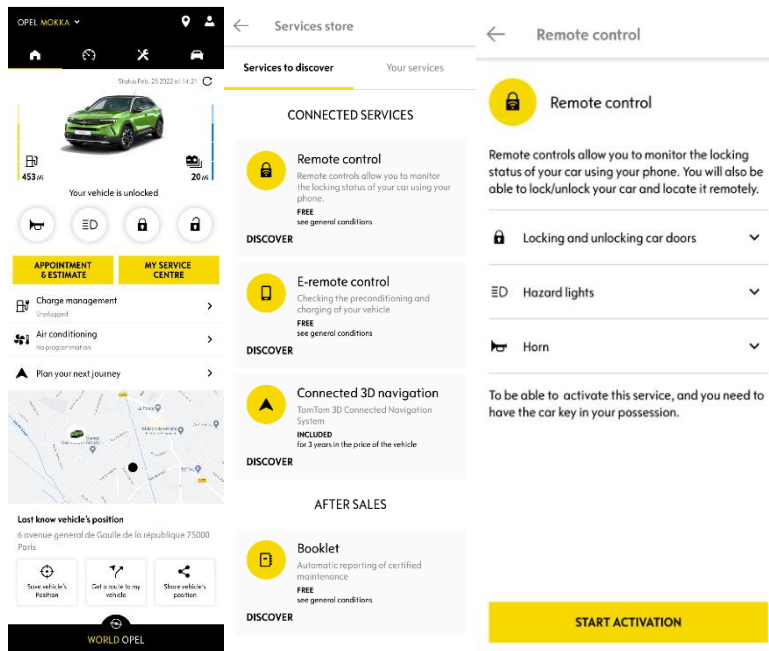 OPEL MOKKA
Status Feb. 25 2022 at 14:21
453 mi
20 mi
Your vehicle is unlocked
APPOINTMENT
& ESTIMATE
MY SERVICE
CENTRE
Charge management
Unplugged
Air conditioning
No programmation
Plan your next journey
Last know vehicle's position
6 avenue general de Gaulle de la république 75000
Paris
Save vehicle's
Position
Get a route to my
vehicle
Share vehicle's
position
WORLD OPEL
Services store
Services to discover
Your services
CONNECTED SERVICES
Remote control
Remote controls allow you to monitor
the locking status of your car using your
phone.
FREE
see general conditions
DISCOVER
E-remote control
Checking the preconditioning and
charging of your vehicle
FREE
see general conditions
DISCOVER
Connected 3D navigation
TomTom 3D Connected Navigation
System
INCLUDED
for 3 years in the price of the vehicle
DISCOVER
AFTER SALES
Booklet
Automatic reporting of certified
maintenance
FREE
see general conditions
DISCOVER
Remote control
Remote control
Remote controls allow you to monitor the locking
status of your car using your phone. You will also be
able to lock/unlock your car and locate it remotely.
Locking and unlocking car doors
Hazard lights
Horn
To be able to activate this service, and you need to
have the car key in your possession.
START ACTIVATION